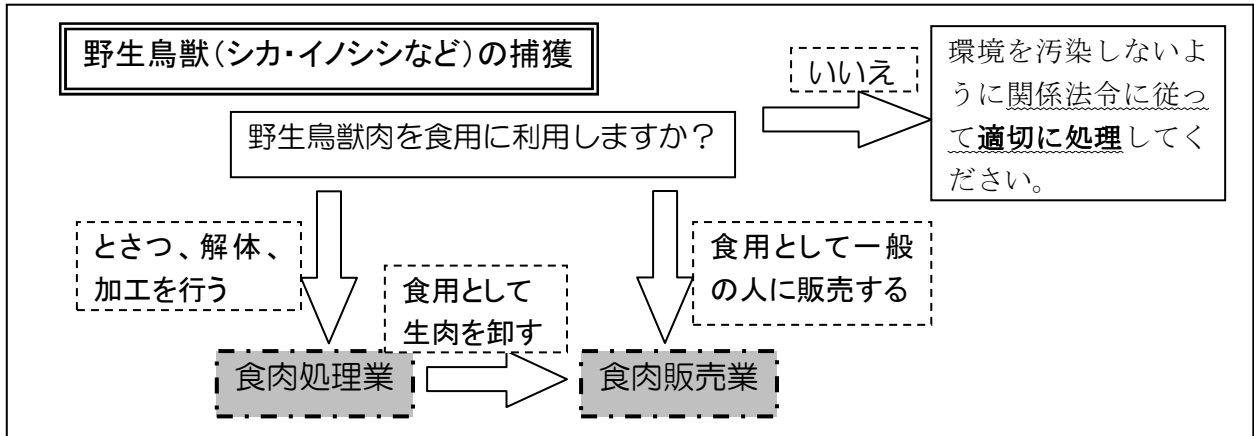 野生鳥獣(シカ・イノシシなど)の捕獲
いいえ
環境を汚染しないよ
うに関係法令に従っ
て適切に処理してく
ださい。
野生鳥獣肉を食用に利用しますか？
とさつ、解体、
加工を行う
食用として
生肉を卸す
食用として一般
の人に販売する
食肉処理業
食肉販売業